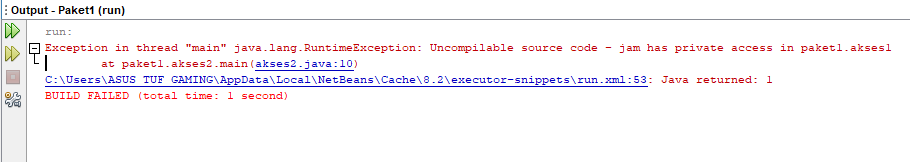 Output - Paket1 (run)
run:
Exception in thread "main" java.lang.RuntimeException: Uncompilable source code - jam has private access in paket1.akses1
at paket1.akses2.main(akses2.java:10)
C:\Users\ASUS TUF GAMING\AppData\Local\NetBeans\Cache\8.2\executor-snippets\run.xml:53: Java returned: 1
BUILD FAILED (total time: 1 second)